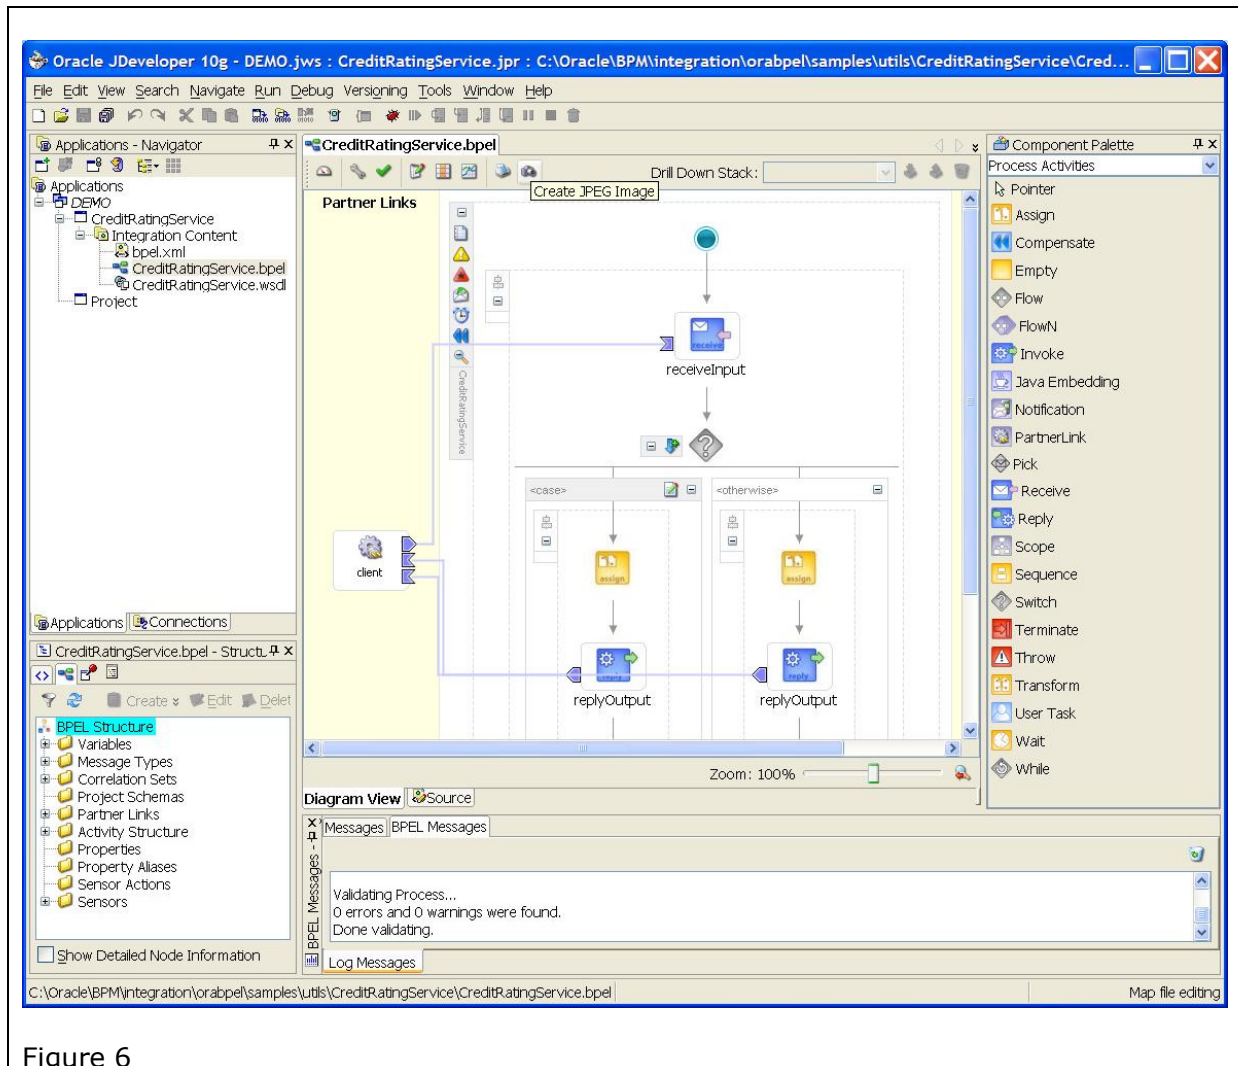 Oracle JDeveloper 10g - DEMO.jws : CreditRatingService.jpr : C:\Oracle\BPM\integration\orabpel\samples\utils\CreditRatingService\Cred...
File Edit View Search Navigate Run Debug Versioning Tools Window Help
Applications - Navigator
Applications
DEMO
CreditRatingService
Integration Content
bpel.xml
CreditRatingService.bpel
CreditRatingService.wsdl
Project
Applications Connections
CreditRatingService.bpel - Structu
Create Edit Delet
BPEL Structure
Variables
Message Types
Correlation Sets
Project Schemas
Partner Links
Activity Structure
Properties
Property Aliases
Sensor Actions
Sensors
Show Detailed Node Information
CreditRatingService.bpel
Drill Down Stack:
Create JPEG Image
Partner Links
CreditRatingService
receive
receiveInput
<case>
<otherwise>
client
assign
assign
reply
reply
replyOutput
replyOutput
Zoom: 100%
Diagram View Source
Component Palette
Process Activities
Pointer
Assign
Compensate
Empty
Flow
FlowN
Invoke
Java Embedding
Notification
PartnerLink
Pick
Receive
Reply
Scope
Sequence
Switch
Terminate
Throw
Transform
User Task
Wait
While
BPEL Messages -
Messages BPEL Messages
Validating Process...
0 errors and 0 warnings were found.
Done validating.
Log Messages
C:\Oracle\BPM\integration\orabpel\samples\utils\CreditRatingService\CreditRatingService.bpel
Map file editing
Figure 6